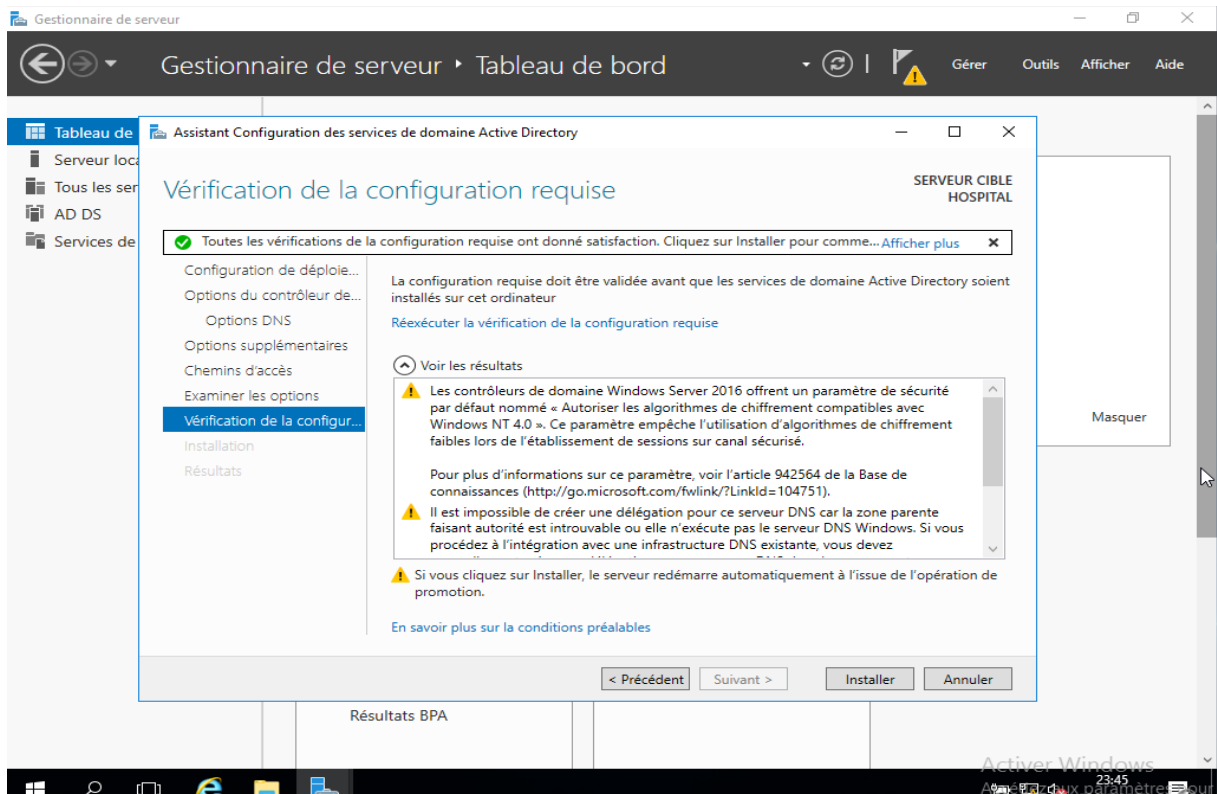 Gestionnaire de serveur
Gestionnaire de serveur ‣ Tableau de bord
Gérer Outils Afficher Aide
Tableau de
Serveur loca
Tous les ser
AD DS
Services de
Assistant Configuration des services de domaine Active Directory
Vérification de la configuration requise
SERVEUR CIBLE
HOSPITAL
Toutes les vérifications de la configuration requise ont donné satisfaction. Cliquez sur Installer pour comme... Afficher plus
Configuration de déploie...
Options du contrôleur de...
Options DNS
Options supplémentaires
Chemins d'accès
Examiner les options
Vérification de la configur...
Installation
Résultats
La configuration requise doit être validée avant que les services de domaine Active Directory soient
installés sur cet ordinateur
Réexécuter la vérification de la configuration requise
Voir les résultats
Les contrôleurs de domaine Windows Server 2016 offrent un paramètre de sécurité
par défaut nommé « Autoriser les algorithmes de chiffrement compatibles avec
Windows NT 4.0 ». Ce paramètre empêche l'utilisation d'algorithmes de chiffrement
faibles lors de l'établissement de sessions sur canal sécurisé.
Pour plus d'informations sur ce paramètre, voir l'article 942564 de la Base de
connaissances (http://go.microsoft.com/fwlink/?LinkId=104751).
Il est impossible de créer une délégation pour ce serveur DNS car la zone parente
faisant autorité est introuvable ou elle n'exécute pas le serveur DNS Windows. Si vous
procédez à l'intégration avec une infrastructure DNS existante, vous devez
Si vous cliquez sur Installer, le serveur redémarre automatiquement à l'issue de l'opération de
promotion.
En savoir plus sur la conditions préalables
< Précédent Suivant > Installer Annuler
Masquer
Résultats BPA
Activer Windows
23:45